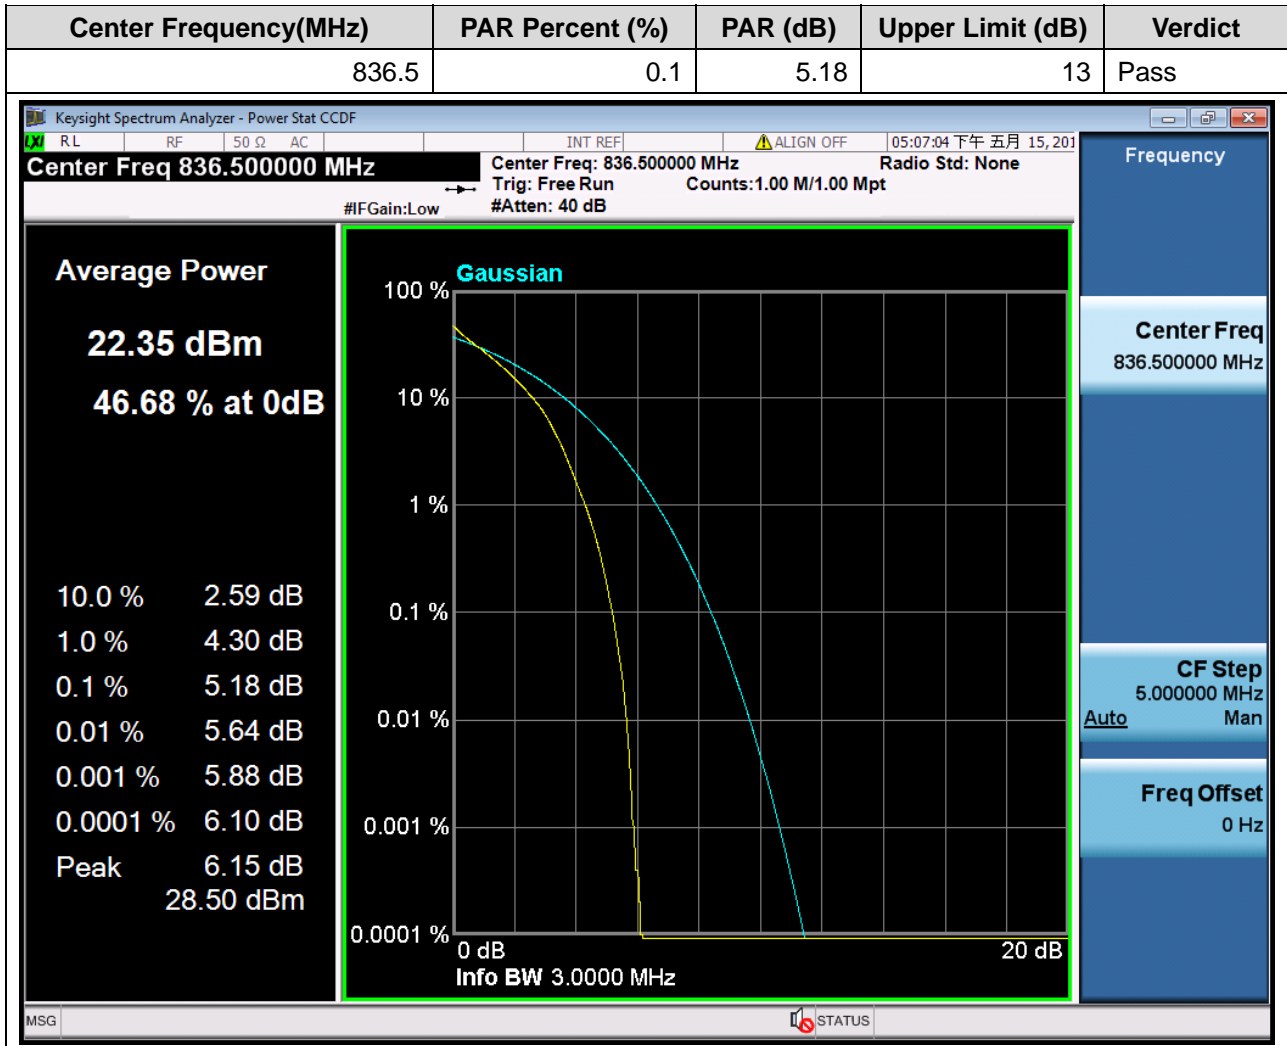 Center Frequency(MHz) PAR Percent (%) PAR (dB) Upper Limit (dB) Verdict
836.5 0.1 5.18 13 Pass
Keysight Spectrum Analyzer - Power Stat CCDF
LXI RL RF 50 Ω AC INT REF ALIGN OFF 05:07:04 下午 五月 15, 201
Center Freq 836.500000 MHz
Center Freq: 836.500000 MHz Radio Std: None
Trig: Free Run Counts:1.00 M/1.00 Mpt
#IFGain:Low #Atten: 40 dB
Average Power
22.35 dBm
46.68 % at 0dB
10.0 % 2.59 dB
1.0 % 4.30 dB
0.1 % 5.18 dB
0.01 % 5.64 dB
0.001 % 5.88 dB
0.0001 % 6.10 dB
Peak 6.15 dB
28.50 dBm
Gaussian
100 %
10 %
1 %
0.1 %
0.01 %
0.001 %
0.0001 %
0 dB 20 dB
Info BW 3.0000 MHz
Frequency
Center Freq
836.500000 MHz
CF Step
5.000000 MHz
Auto Man
Freq Offset
0 Hz
MSG STATUS